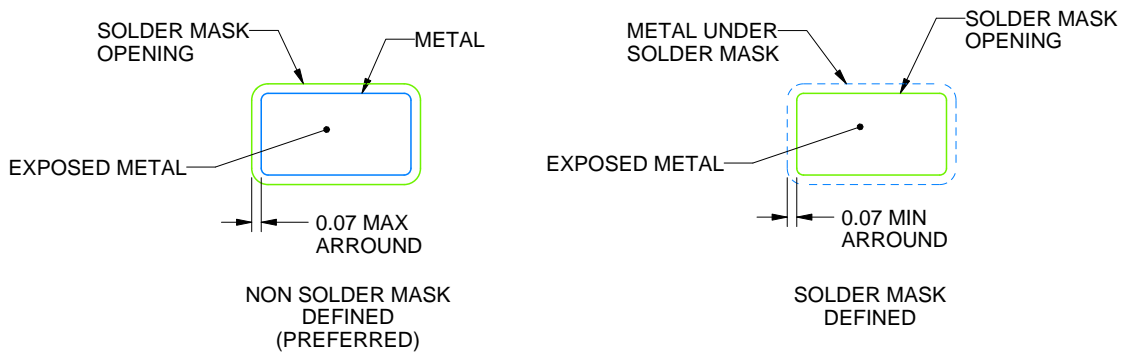 SOLDER MASK
OPENING
METAL
EXPOSED METAL
0.07 MAX
ARROUND
NON SOLDER MASK
DEFINED
(PREFERRED)
METAL UNDER
SOLDER MASK
SOLDER MASK
OPENING
EXPOSED METAL
0.07 MIN
ARROUND
SOLDER MASK
DEFINED